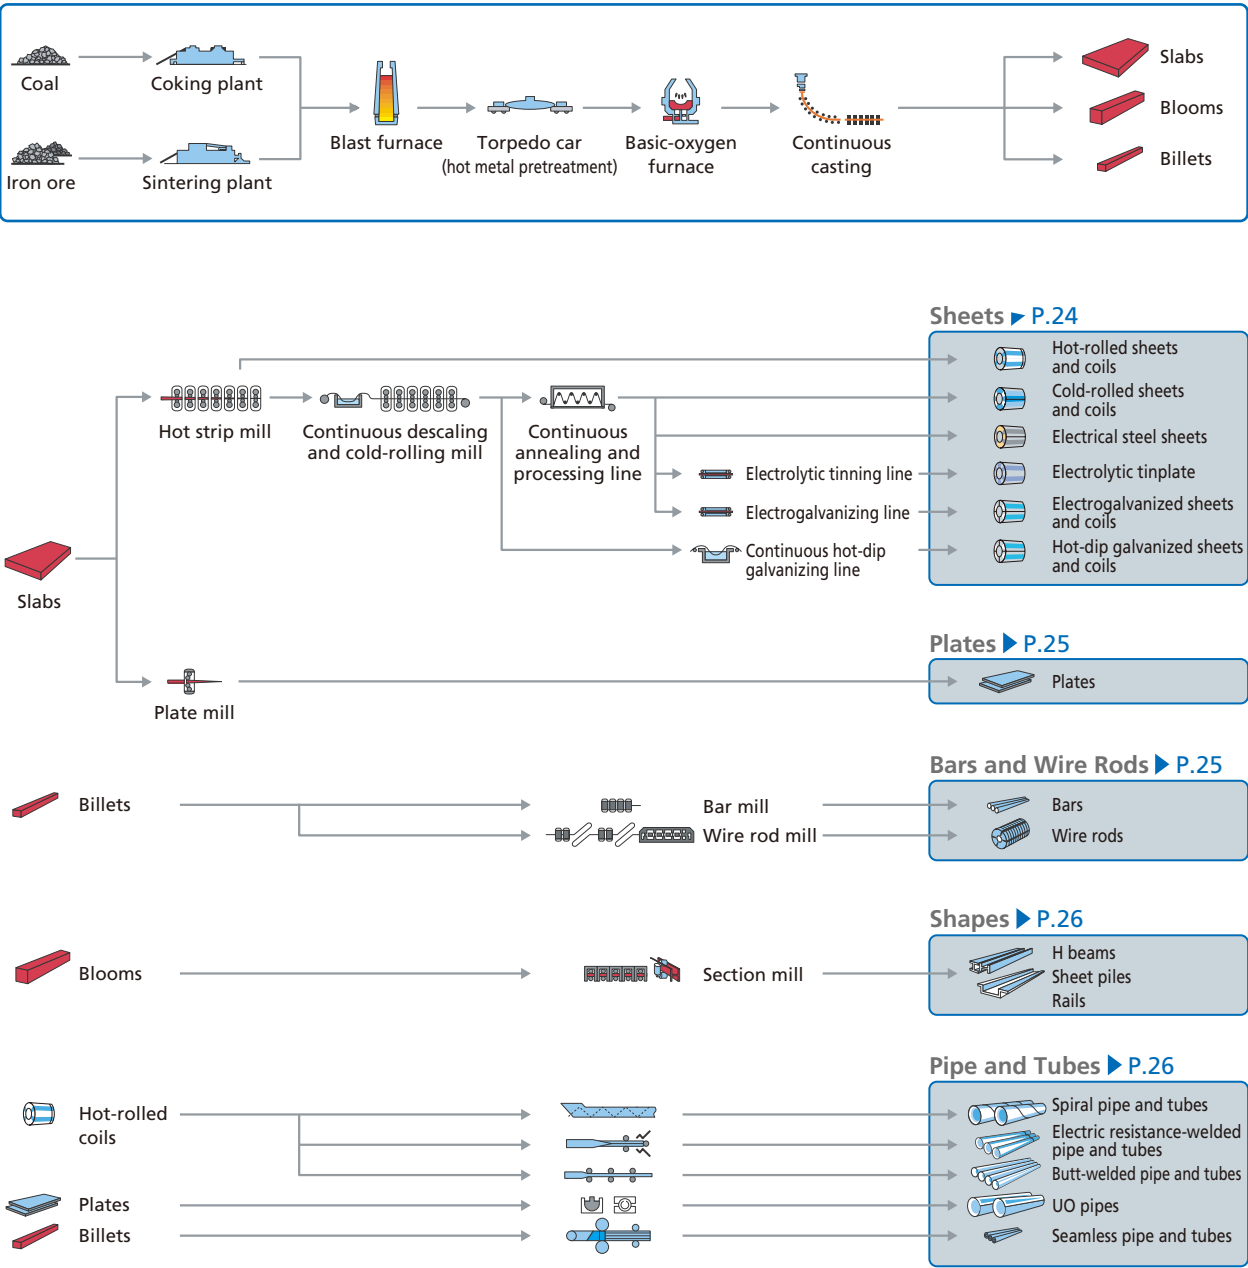 Coal
Coking plant
Iron ore
Sintering plant
Blast furnace
Torpedo car
(hot metal pretreatment)
Basic-oxygen
furnace
Continuous
casting
Slabs
Blooms
Billets
Sheets P.24
Hot-rolled sheets
and coils
Cold-rolled sheets
and coils
Electrical steel sheets
Electrolytic tinplate
Electrogalvanized sheets
and coils
Hot-dip galvanized sheets
and coils
Hot strip mill
Continuous descaling
and cold-rolling mill
Continuous
annealing and
processing line
Electrolytic tinning line
Electrogalvanizing line
Continuous hot-dip
galvanizing line
Slabs
Plate mill
Plates P.25
Plates
Bars and Wire Rods P.25
Billets
Bar mill
Bars
Wire rod mill
Wire rods
Shapes P.26
Blooms
Section mill
H beams
Sheet piles
Rails
Pipe and Tubes P.26
Hot-rolled
coils
Spiral pipe and tubes
Electric resistance-welded
pipe and tubes
Butt-welded pipe and tubes
Plates
UO pipes
Billets
Seamless pipe and tubes